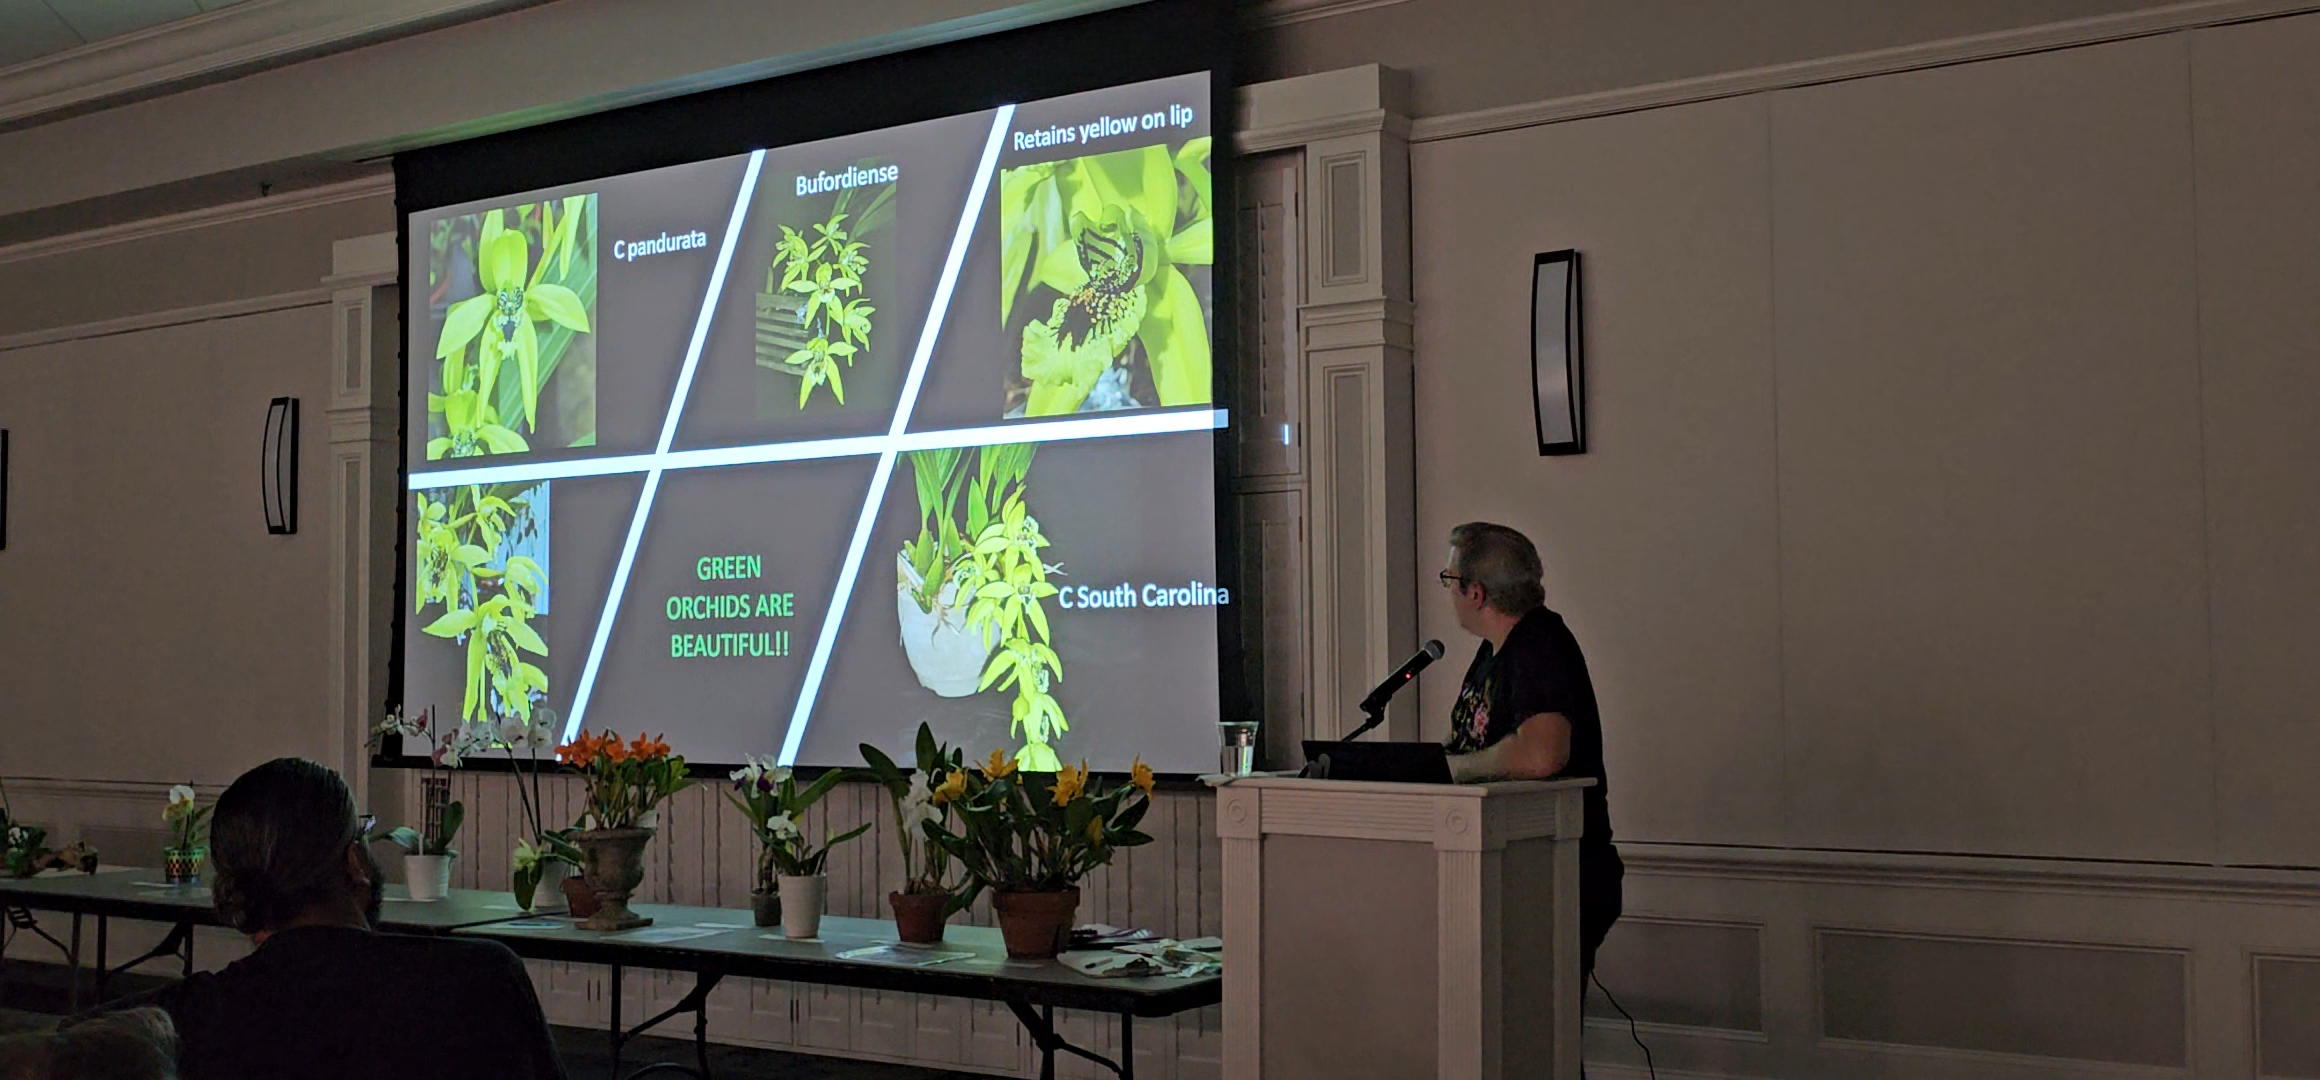 C pandurata
Bufordiense
Retains yellow on lip
GREEN
ORCHIDS ARE
BEAUTIFUL!!
C South Carolina